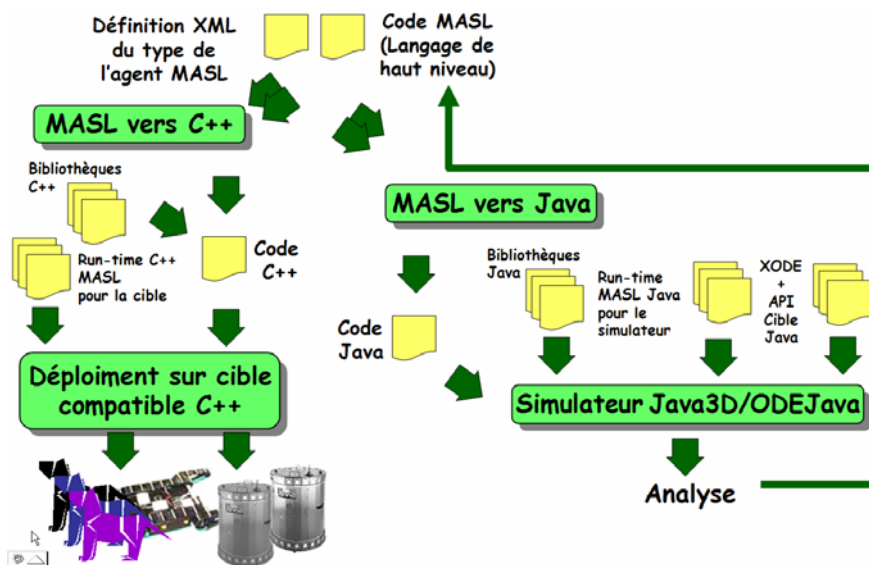 Définition XML
du type de
l'agent MASL
Code MASL
(Langage de
haut niveau)
MASL vers C++
Bibliothèques
C++
Run-time C++
MASL
pour la cible
Code
C++
Déploiment sur cible
compatible C++
MASL vers Java
Code
Java
Bibliothèques
Java
Run-time
MASL Java
pour le
simulateur
XODE
+
API
Cible
Java
Simulateur Java3D/ODEJava
Analyse